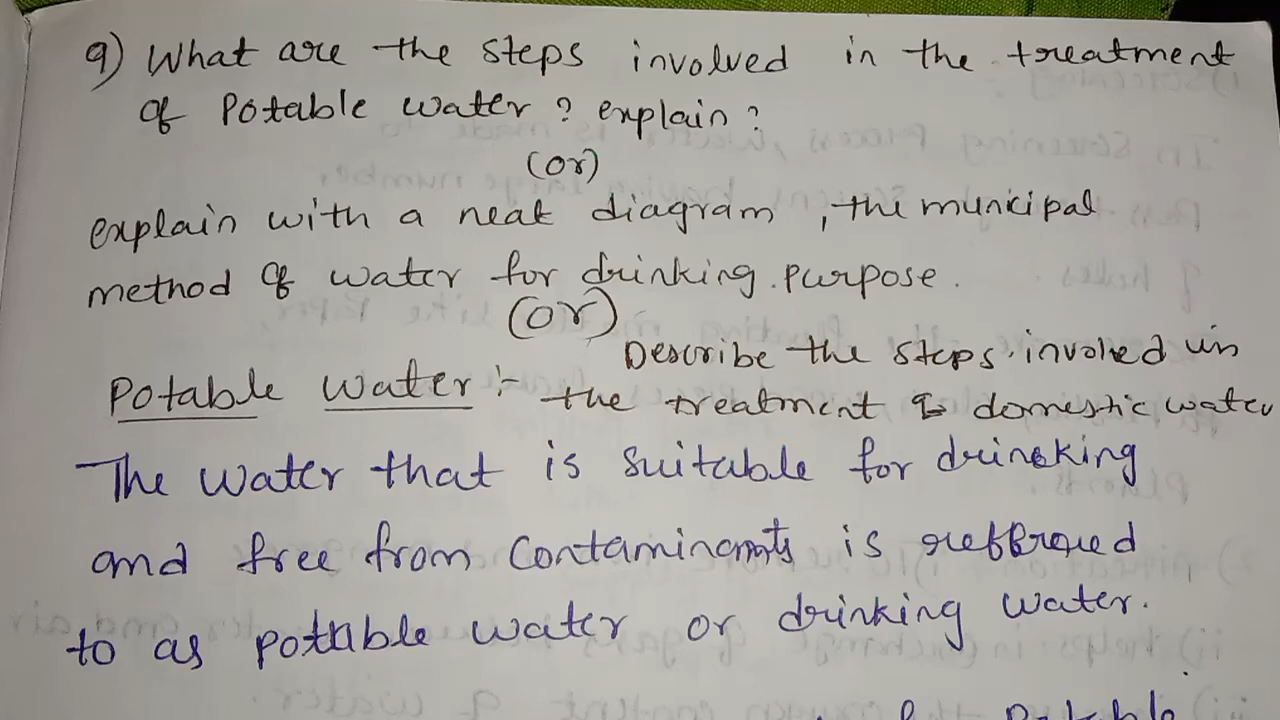 9) What are the steps involved in the treatment
of Potable water? explain?
(or)
explain with a neat diagram, the municipal
method of water for drinking purpose.
(or)
Describe the steps involved in
Potable water :- the treatment of domestic water
The water that is suitable for drinking
and free from Contaminants is reffrered
to as potable water or drinking water.
Potable